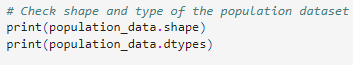 # Check shape and type of the population dataset
print(population_data.shape)
print(population_data.dtypes)